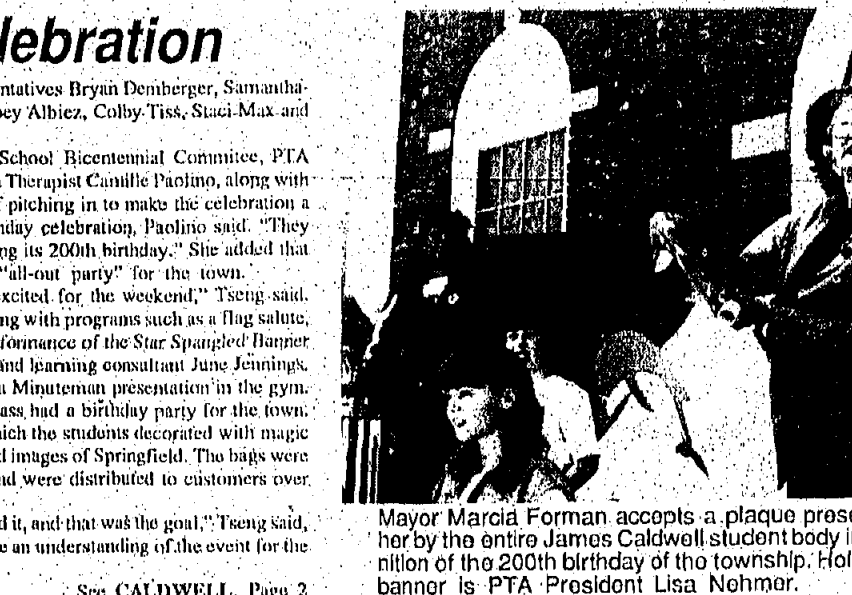 lebration
ntatives Bryan Demberger, Samantha
ey Albiez, Colby Tiss, Staci Max and
School Bicentennial Commitee, PTA
Therapist Camille Paolino, along with
pitching in to make the celebration a
nday celebration, Paolino said. "They
ng its 200th birthday." She added that
"all-out party" for the town.
xcited for the weekend," Tseng said.
ng with programs such as a flag salute,
formance of the Star Spangled Banner
and learning consultant June Jennings.
a Minuteman presentation in the gym.
ass had a birthday party for the town,
ich the students decorated with magic
d images of Springfield. The bags were
nd were distributed to customers over
d it, and that was the goal," Tseng said,
e an understanding of the event for the
See CALDWELL, Page 2
Mayor Marcia Forman accepts a plaque prese
her by the entire James Caldwell student body i
nition of the 200th birthday of the township. Hol
banner is PTA President Lisa Nehmer.